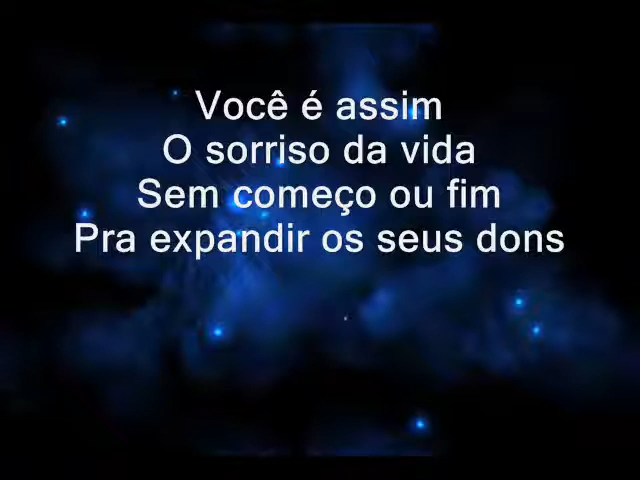 Você é assim
O sorriso da vida
Sem começo ou fim
Pra expandir os seus dons